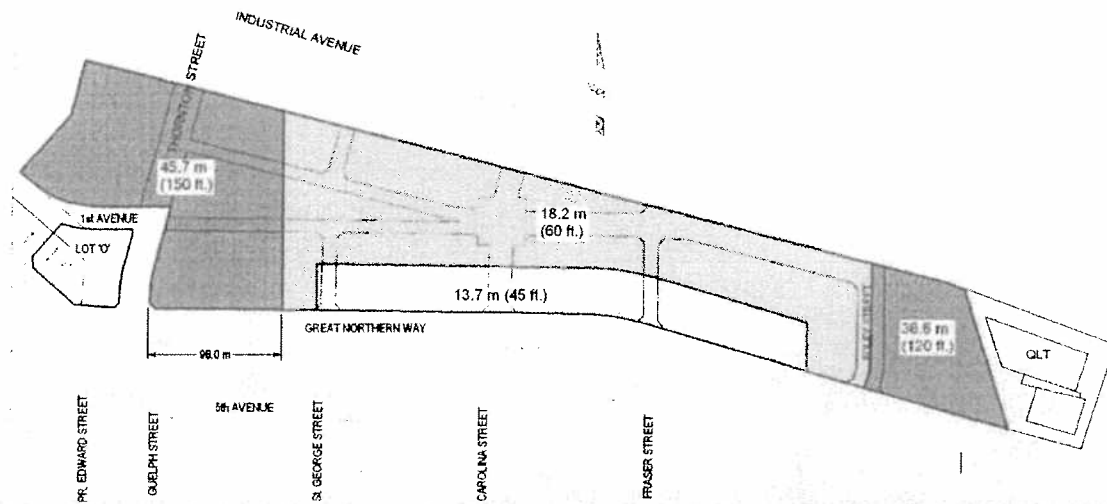 INDUSTRIAL AVENUE
THORNTON STREET
45.7 m
(150 ft.)
1st AVENUE
LOT 'O'
18.2 m
(60 ft.)
13.7 m (45 ft.)
GREAT NORTHERN WAY
36.6 m
(120 ft.)
QLT
98.0 m
5th AVENUE
PR. EDWARD STREET
GUELPH STREET
St. GEORGE STREET
CAROLINA STREET
FRASER STREET